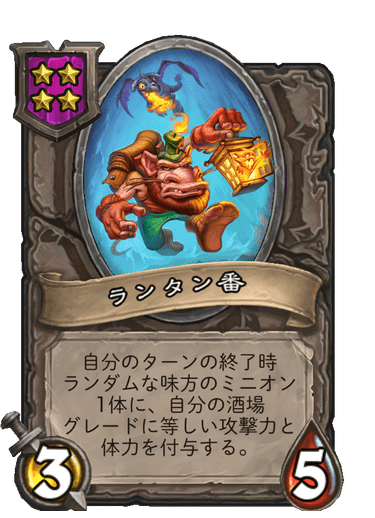 ランタン番
自分のターンの終了時
ランダムな味方のミニオン
1体に、自分の酒場
グレードに等しい攻撃力と
体力を付与する。
3
5